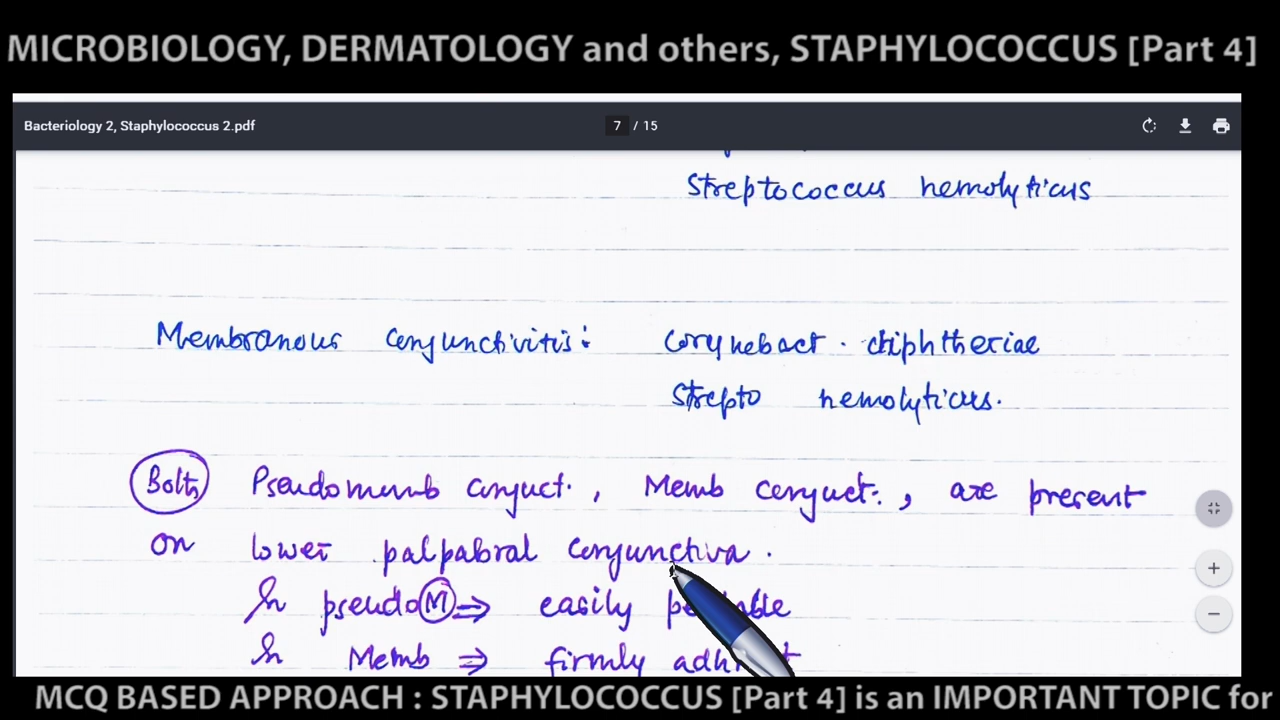 MICROBIOLOGY, DERMATOLOGY and others, STAPHYLOCOCCUS [Part 4]
Bacteriology 2, Staphylococcus 2.pdf 7 / 15
Streptococcus hemolyticus
Membranous conjunctivitis: Corynebact. diphtheriae
Strepto hemolyticus.
Both Pseudomemb conjuct., Memb conjuct., are present
on lower palpabral conjunctiva.
In pseudo M ⇒ easily
In Memb ⇒ firmly
MCQ BASED APPROACH : STAPHYLOCOCCUS [Part 4] is an IMPORTANT TOPIC for